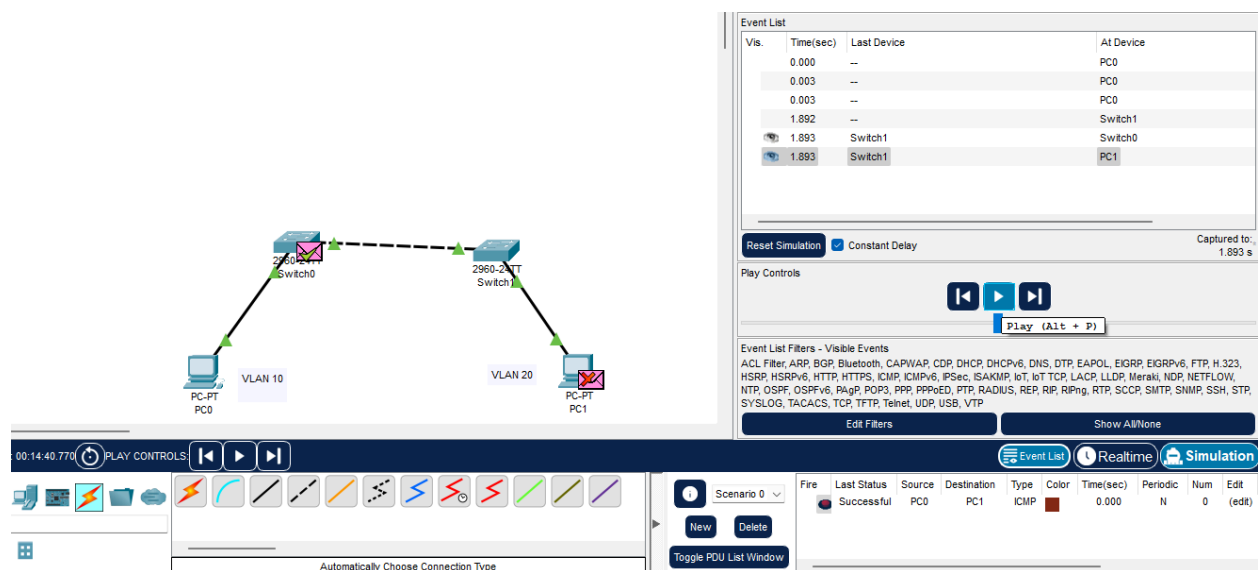 Event List
Vis. Time(sec) Last Device At Device
0.000 -- PC0
0.003 -- PC0
0.003 -- PC0
1.892 -- Switch1
1.893 Switch1 Switch0
1.893 Switch1 PC1
Reset Simulation Constant Delay Captured to:
1.893 s
Play Controls
Play (Alt + P)
Event List Filters - Visible Events
ACL Filter, ARP, BGP, Bluetooth, CAPWAP, CDP, DHCP, DHCPv6, DNS, DTP, EAPOL, EIGRP, EIGRPv6, FTP, H.323,
HSRP, HSRPv6, HTTP, HTTPS, ICMP, ICMPv6, IPSec, ISAKMP, IoT, IoT TCP, LACP, LLDP, Meraki, NDP, NETFLOW,
NTP, OSPF, OSPFv6, PAgP, POP3, PPP, PPPoED, PTP, RADIUS, REP, RIP, RIPng, RTP, SCCP, SMTP, SNMP, SSH, STP,
SYSLOG, TACACS, TCP, TFTP, Telnet, UDP, USB, VTP
Edit Filters Show All/None
2960-24TT
Switch0
2960-24TT
Switch1
VLAN 10
VLAN 20
PC-PT
PC0
PC-PT
PC1
: 00:14:40.770 PLAY CONTROLS: Event List Realtime Simulation
Scenario 0
New Delete
Toggle PDU List Window
Fire Last Status Source Destination Type Color Time(sec) Periodic Num Edit
Successful PC0 PC1 ICMP 0.000 N 0 (edit)
Automatically Choose Connection Type